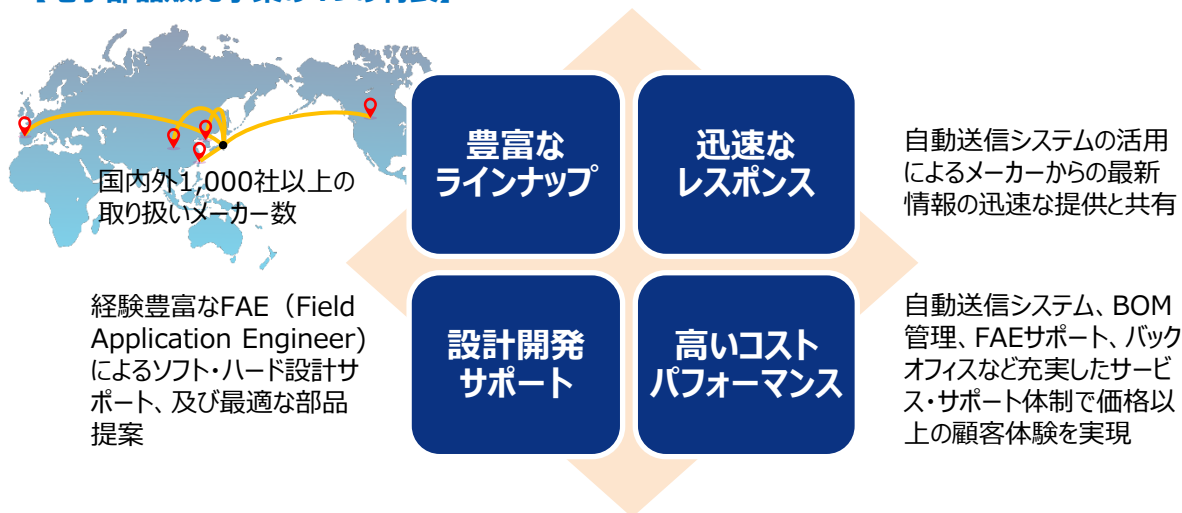 豊富な
ラインナップ
迅速な
レスポンス
国内外1,000社以上の
取り扱いメーカー数
自動送信システムの活用
によるメーカーからの最新
情報の迅速な提供と共有
設計開発
サポート
高いコスト
パフォーマンス
経験豊富なFAE（Field
Application Engineer)
によるソフト・ハード設計サ
ポート、及び最適な部品
提案
自動送信システム、BOM
管理、FAEサポート、バック
オフィスなど充実したサービ
ス・サポート体制で価格以
上の顧客体験を実現